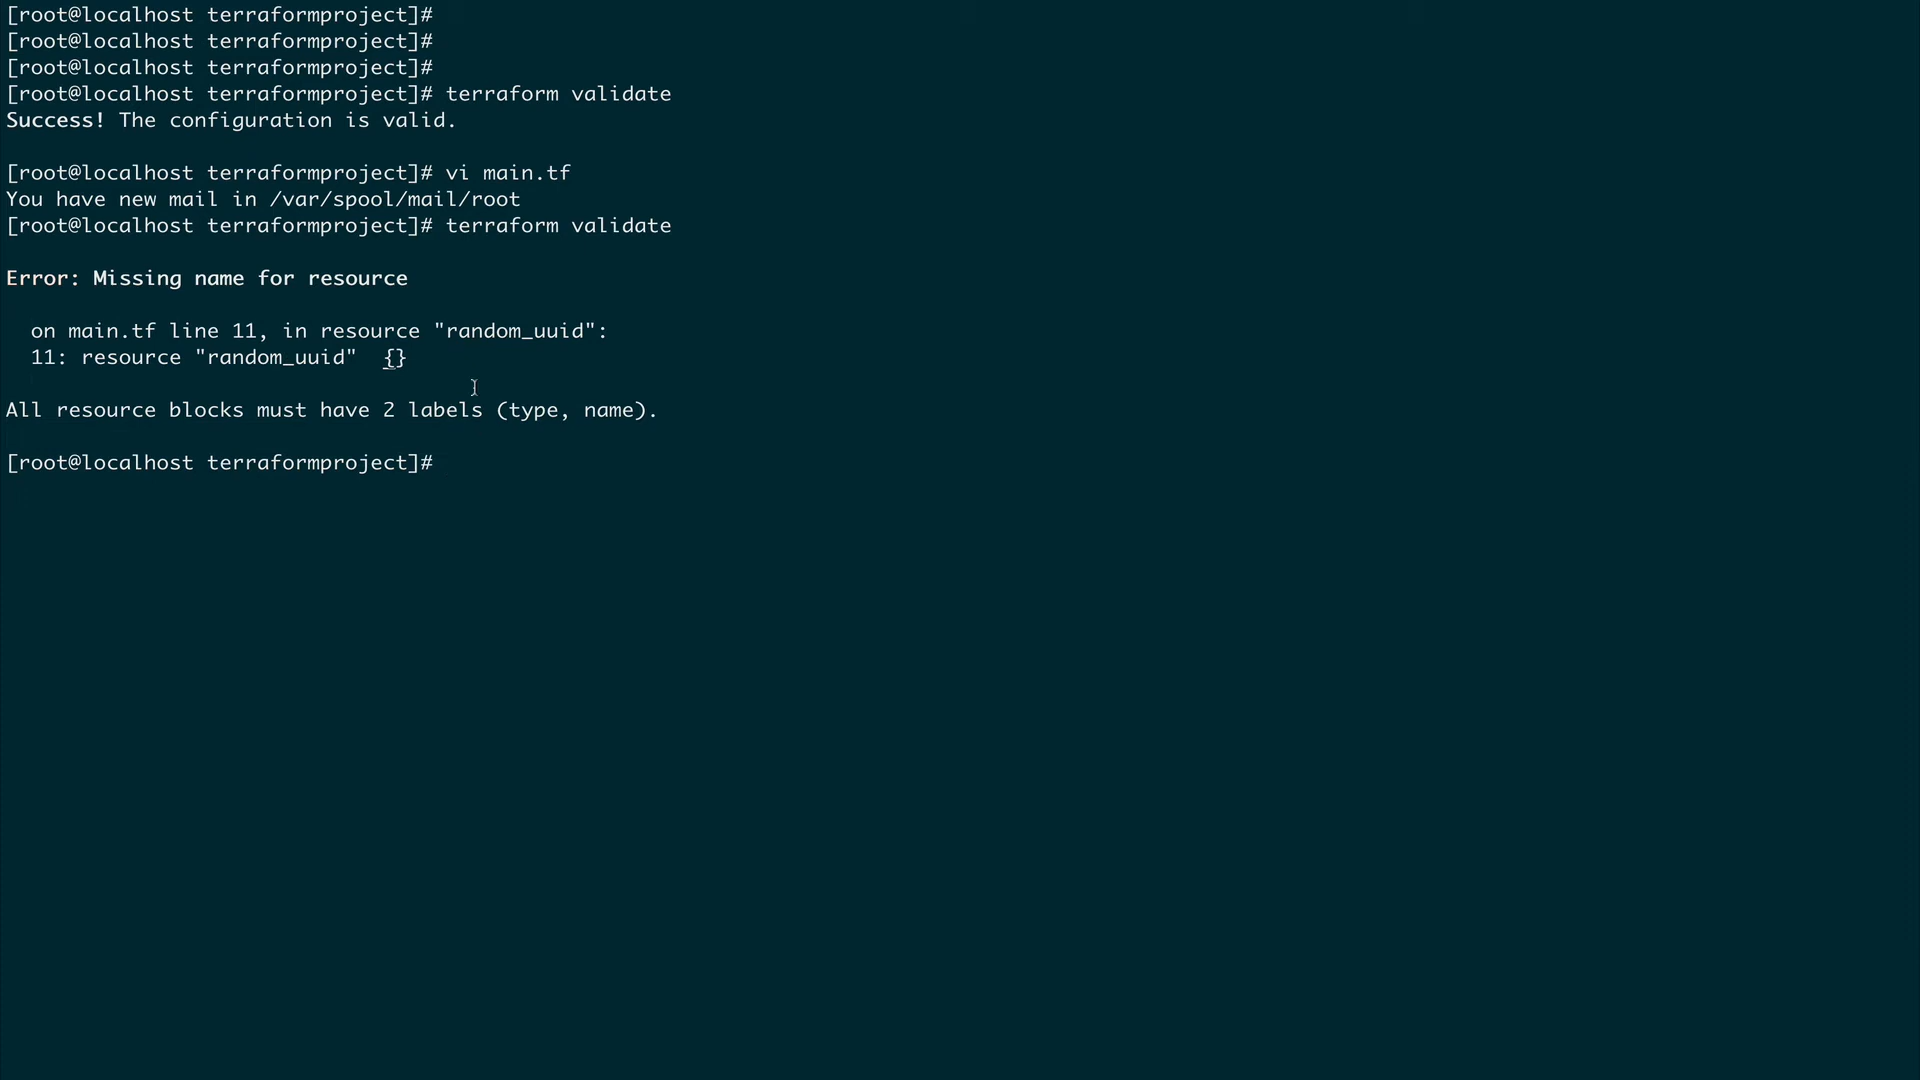 [root@localhost terraformproject]#
[root@localhost terraformproject]#
[root@localhost terraformproject]#
[root@localhost terraformproject]# terraform validate
Success! The configuration is valid.
[root@localhost terraformproject]# vi main.tf
You have new mail in /var/spool/mail/root
[root@localhost terraformproject]# terraform validate
Error: Missing name for resource
on main.tf line 11, in resource "random_uuid":
11: resource "random_uuid"  {}
All resource blocks must have 2 labels (type, name).
[root@localhost terraformproject]#